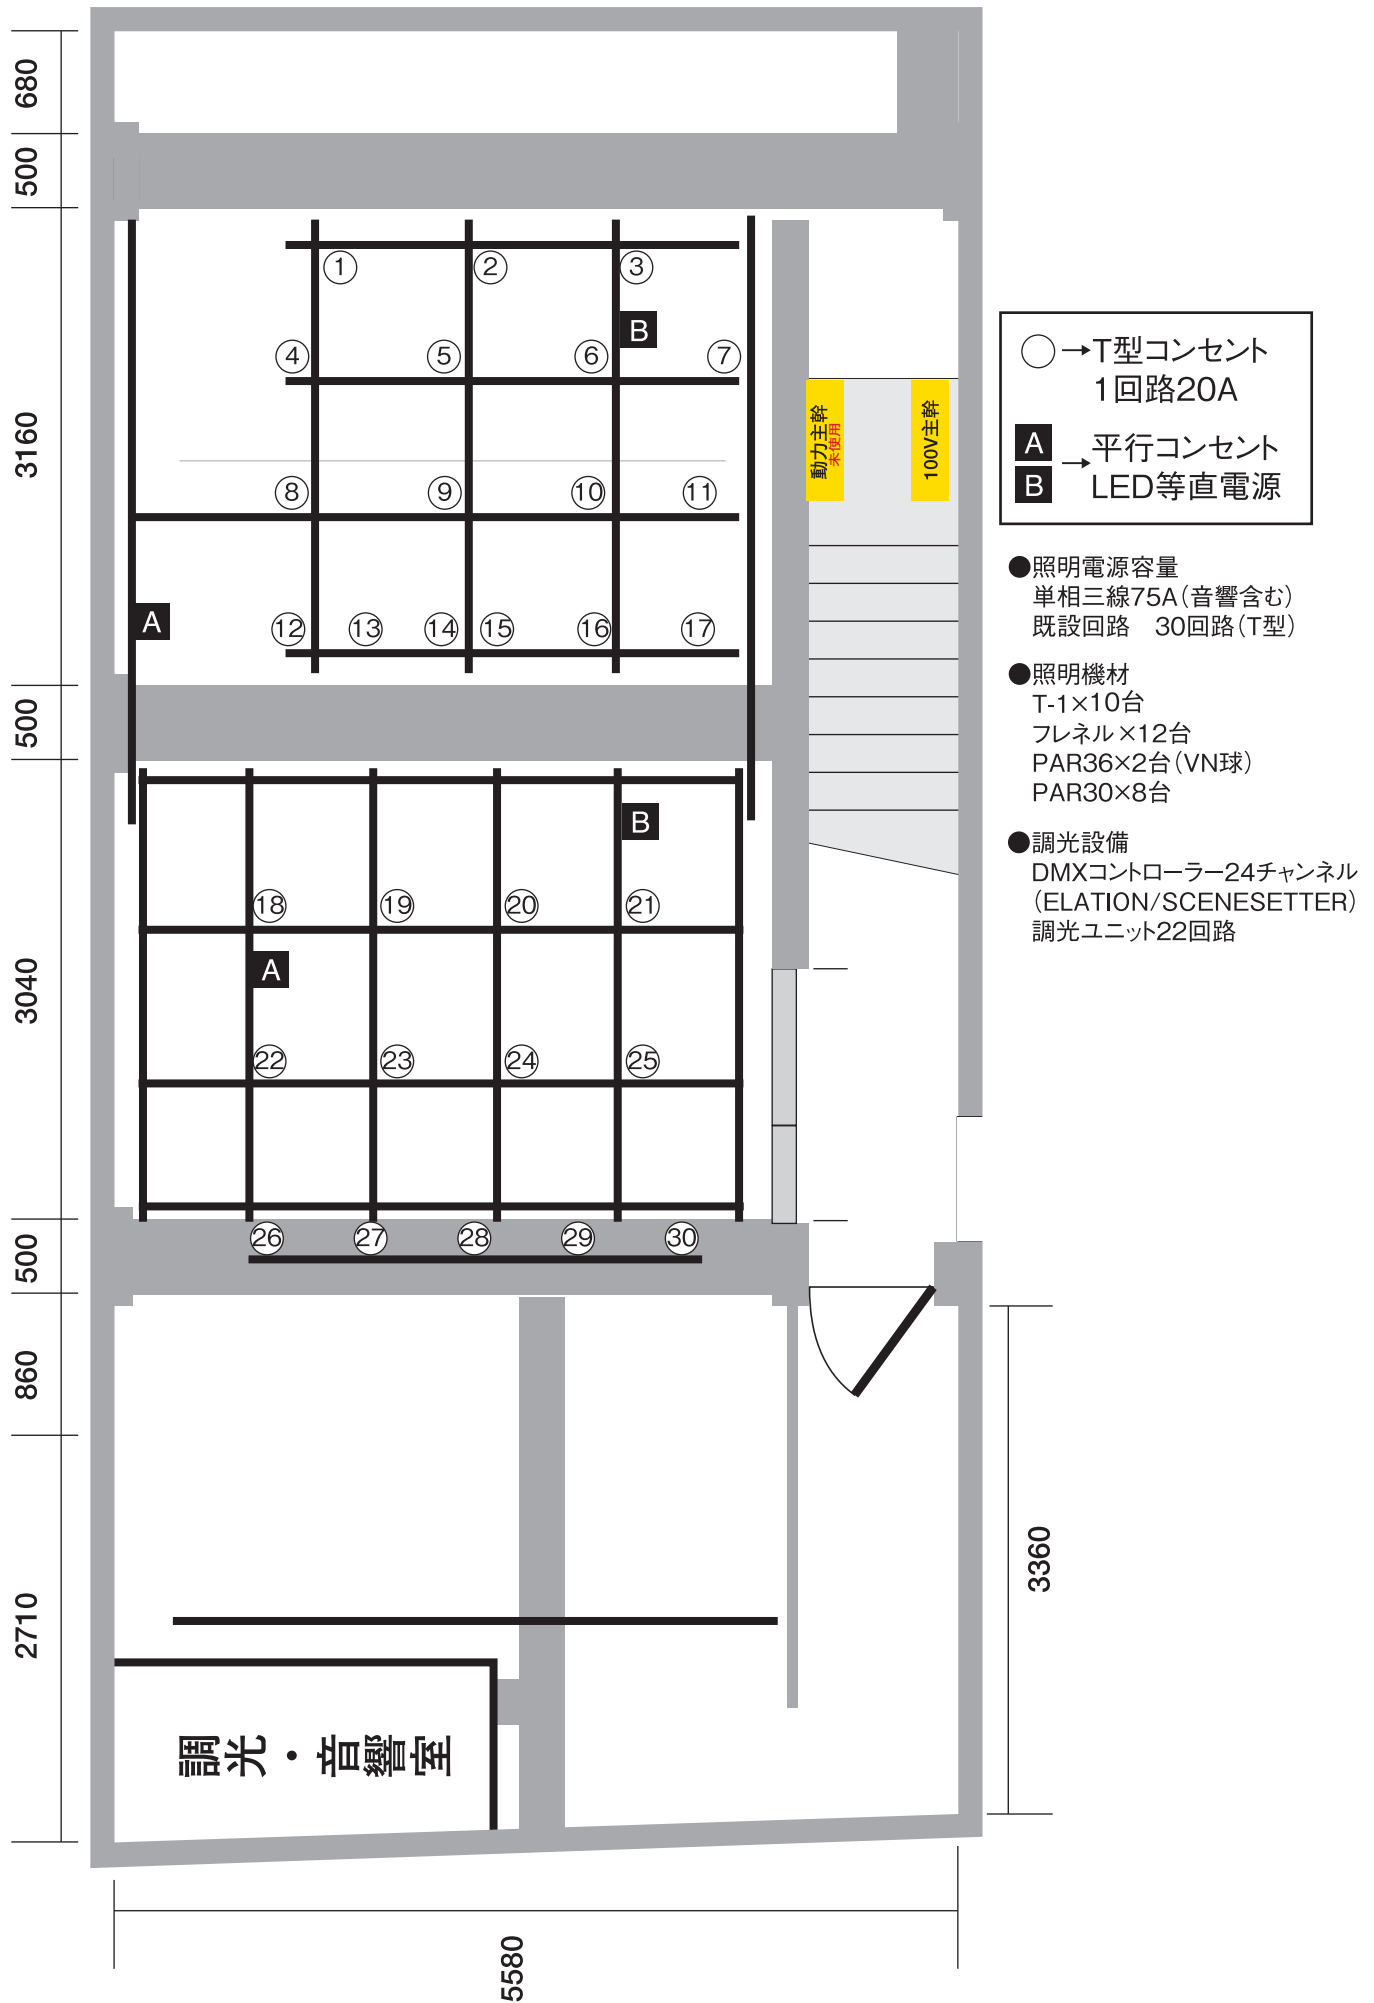 680
500
3160
500
3040
500
860
2710
① ② ③
B
④ ⑤ ⑥ ⑦
⑧ ⑨ ⑩ ⑪
A
⑫ ⑬ ⑭ ⑮ ⑯ ⑰
B
⑱ ⑲ ⑳ ㉑
A
㉒ ㉓ ㉔ ㉕
㉖ ㉗ ㉘ ㉙ ㉚
動力主幹
未使用
100V主幹
○→T型コンセント
1回路20A
A
B
→平行コンセント
LED等直電源
●照明電源容量
単相三線75A(音響含む)
既設回路 30回路(T型)
●照明機材
T-1×10台
フレネル×12台
PAR36×2台(VN球)
PAR30×8台
●調光設備
DMXコントローラー24チャンネル
(ELATION/SCENESETTER)
調光ユニット22回路
3360
調光・音響室
5580